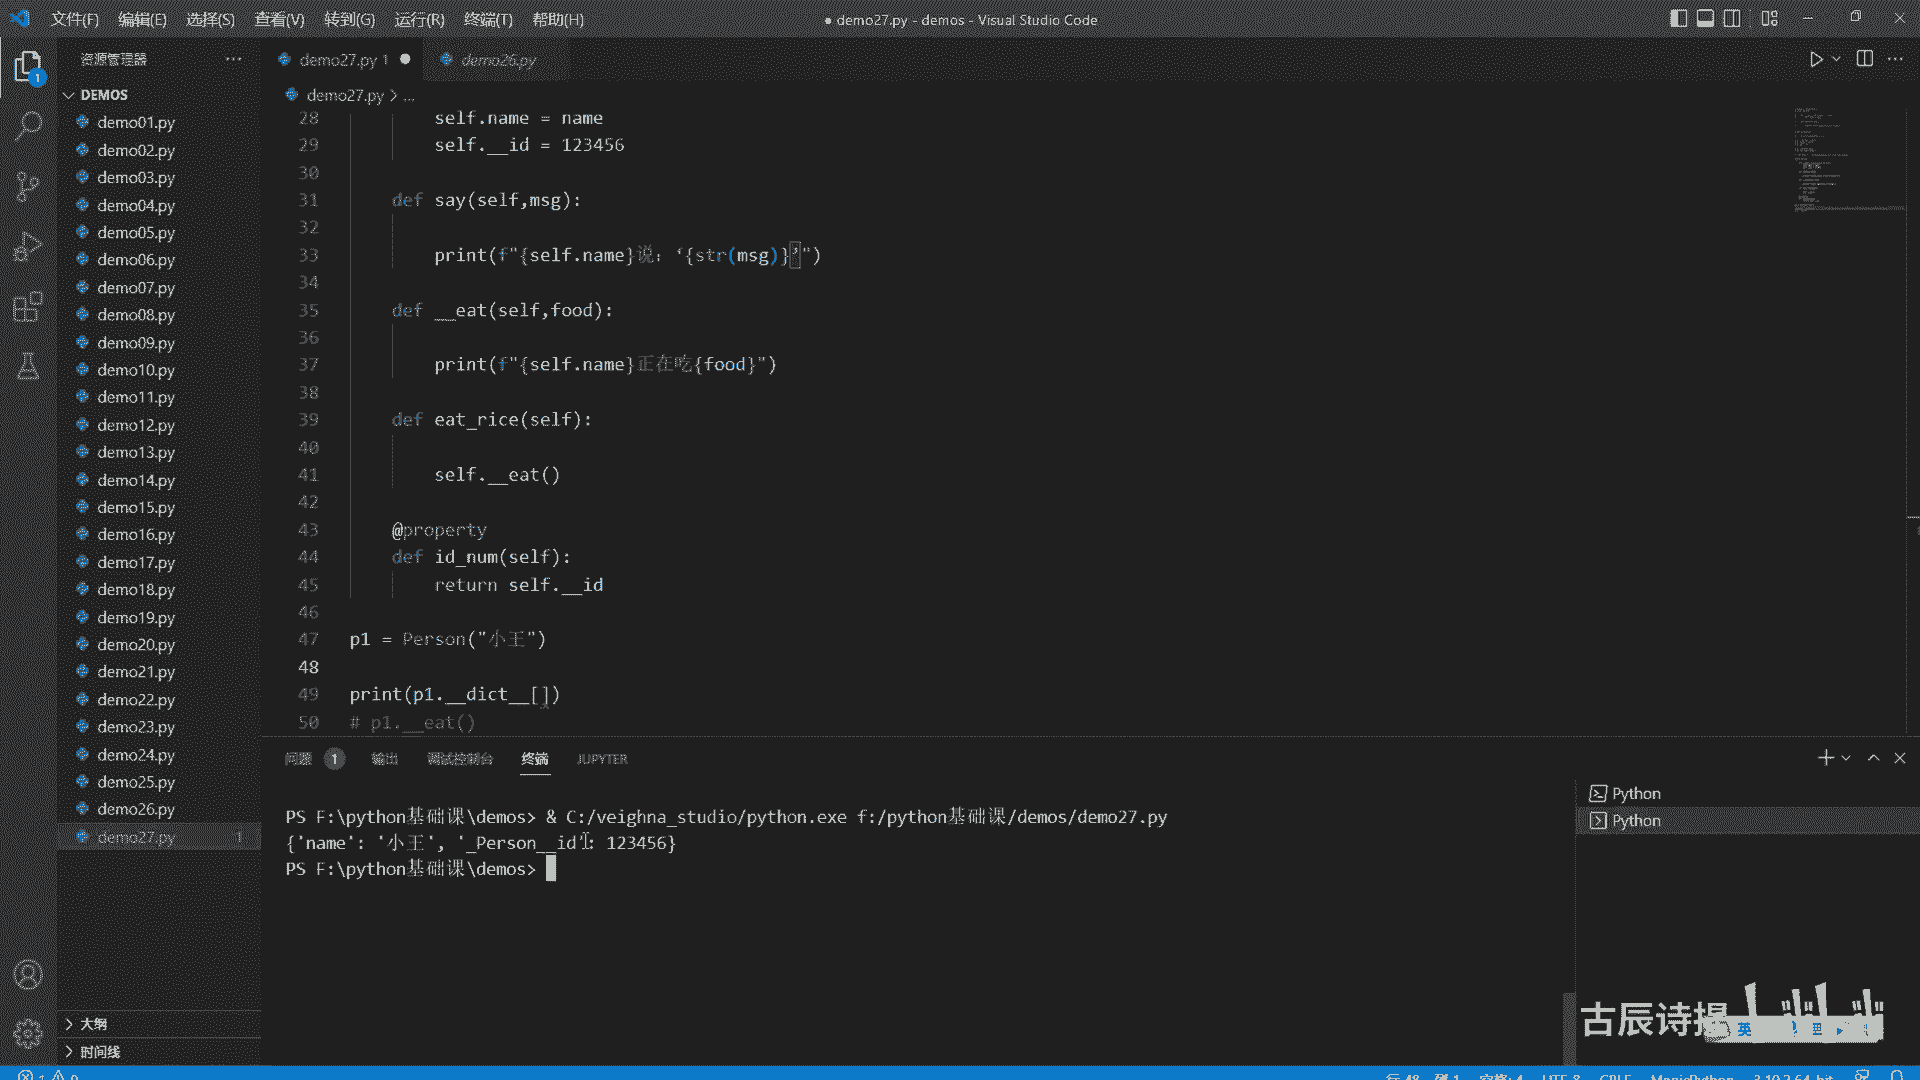 文件(F) 编辑(E) 选择(S) 查看(V) 转到(G) 运行(R) 终端(T) 帮助(H)
● demo27.py - demos - Visual Studio Code
资源管理器
demo27.py 1
demo26.py
DEMOS
demo27.py > ...
demo01.py
demo02.py
demo03.py
demo04.py
demo05.py
demo06.py
demo07.py
demo08.py
demo09.py
demo10.py
demo11.py
demo12.py
demo13.py
demo14.py
demo15.py
demo16.py
demo17.py
demo18.py
demo19.py
demo20.py
demo21.py
demo22.py
demo23.py
demo24.py
demo25.py
demo26.py
demo27.py 1
大纲
时间线
1
28 self.name = name
29 self.__id = 123456
30
31 def say(self,msg):
32
33 print(f"{self.name}说：‘{str(msg)}’")
34
35 def __eat(self,food):
36
37 print(f"{self.name}正在吃{food}")
38
39 def eat_rice(self):
40
41 self.__eat()
42
43 @property
44 def id_num(self):
45 return self.__id
46
47 p1 = Person("小王")
48
49 print(p1.__dict__[])
50 # p1.__eat()
问题 1 输出 调试控制台 终端 JUPYTER
PS F:\python基础课\demos> & C:/veighna_studio/python.exe f:/python基础课/demos/demo27.py
{'name': '小王', '_Person__id': 123456}
PS F:\python基础课\demos>
Python
Python
古辰诗提
英